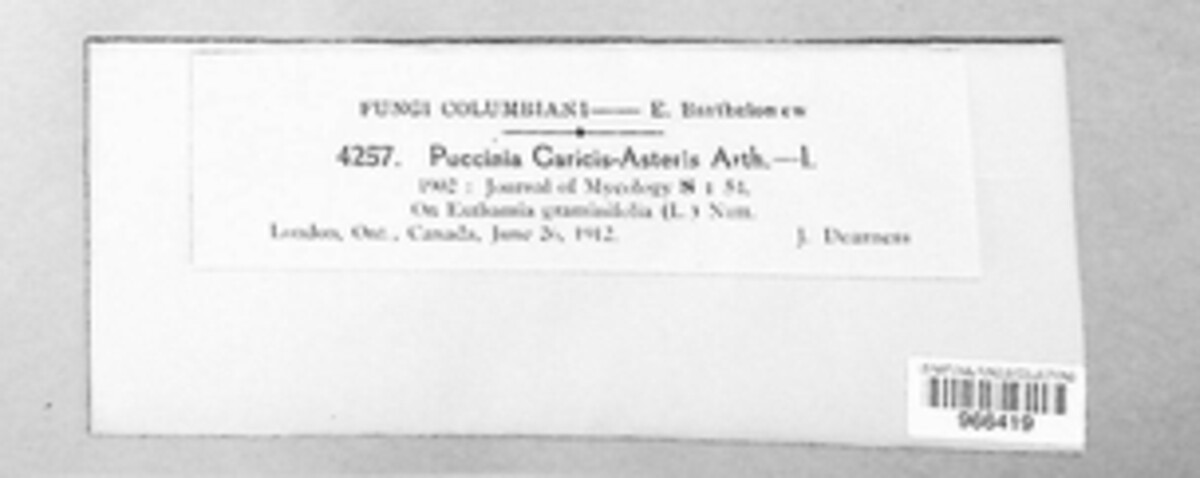 FUNGI COLUMBIANI—— E. Bartholomew
4257. Puccinia Caricis-Asteris Arth.—I.
1902 : Journal of Mycology 8 : 54.
On Euthamia graminifolia (L.) Nutt.
London, Ont., Canada, June 26, 1912. J. Dearness
966419